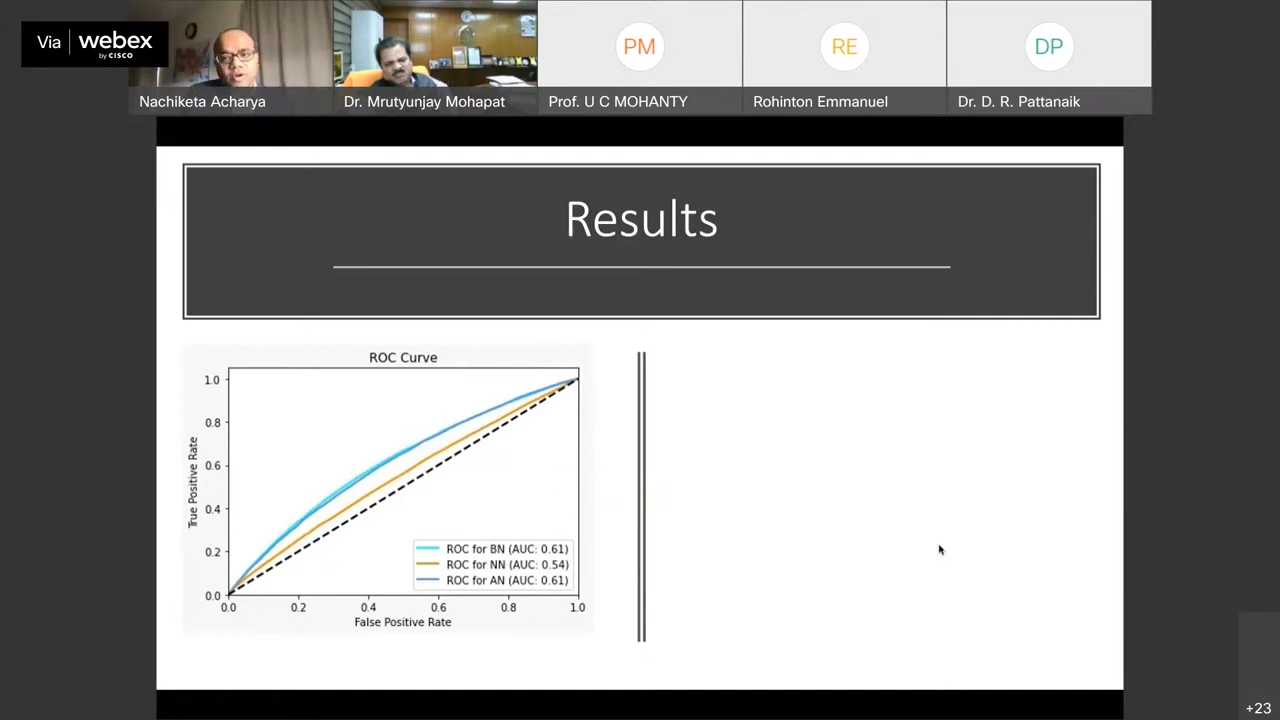 Via webex
by CISCO
PM
RE
DP
Nachiketa Acharya
Dr. Mrutyunjay Mohapat
Prof. U C MOHANTY
Rohinton Emmanuel
Dr. D. R. Pattanaik
Results
ROC Curve
True Positive Rate
1.0
0.8
0.6
0.4
0.2
0.0
ROC for BN (AUC: 0.61)
ROC for NN (AUC: 0.54)
ROC for AN (AUC: 0.61)
0.0 0.2 0.4 0.6 0.8 1.0
False Positive Rate
+23